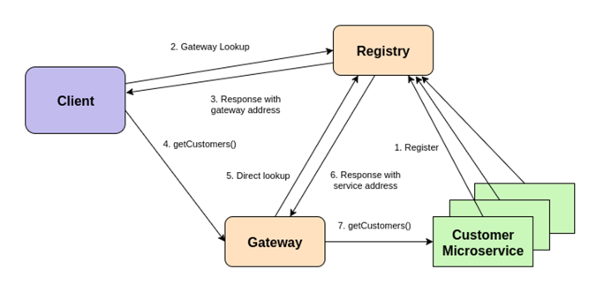 2. Gateway Lookup
Registry
Client
3. Response with
gateway address
4. getCustomers()
1. Register
5. Direct lookup
6. Response with
service address
7. getCustomers()
Gateway
Customer
Microservice